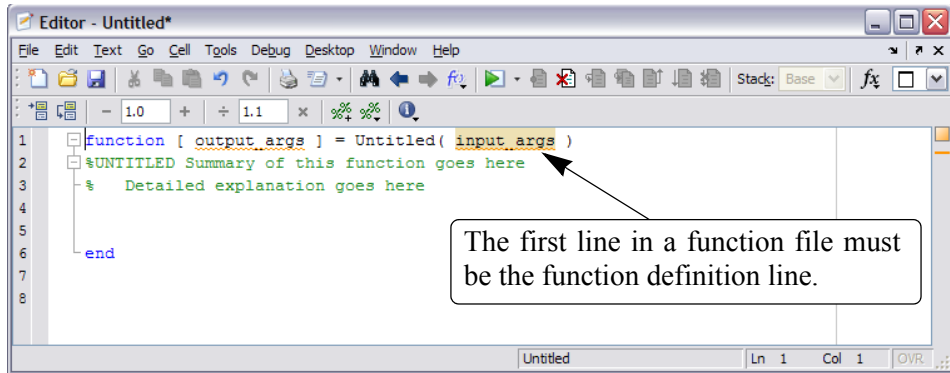 Editor - Untitled*
File Edit Text Go Cell Tools Debug Desktop Window Help
Stack: Base fx
- 1.0 + ÷ 1.1 ×
1 function [ output_args ] = Untitled( input_args )
2 %UNTITLED Summary of this function goes here
3 % Detailed explanation goes here
4
5
6 end
7
8
The first line in a function file must
be the function definition line.
Untitled Ln 1 Col 1 OVR